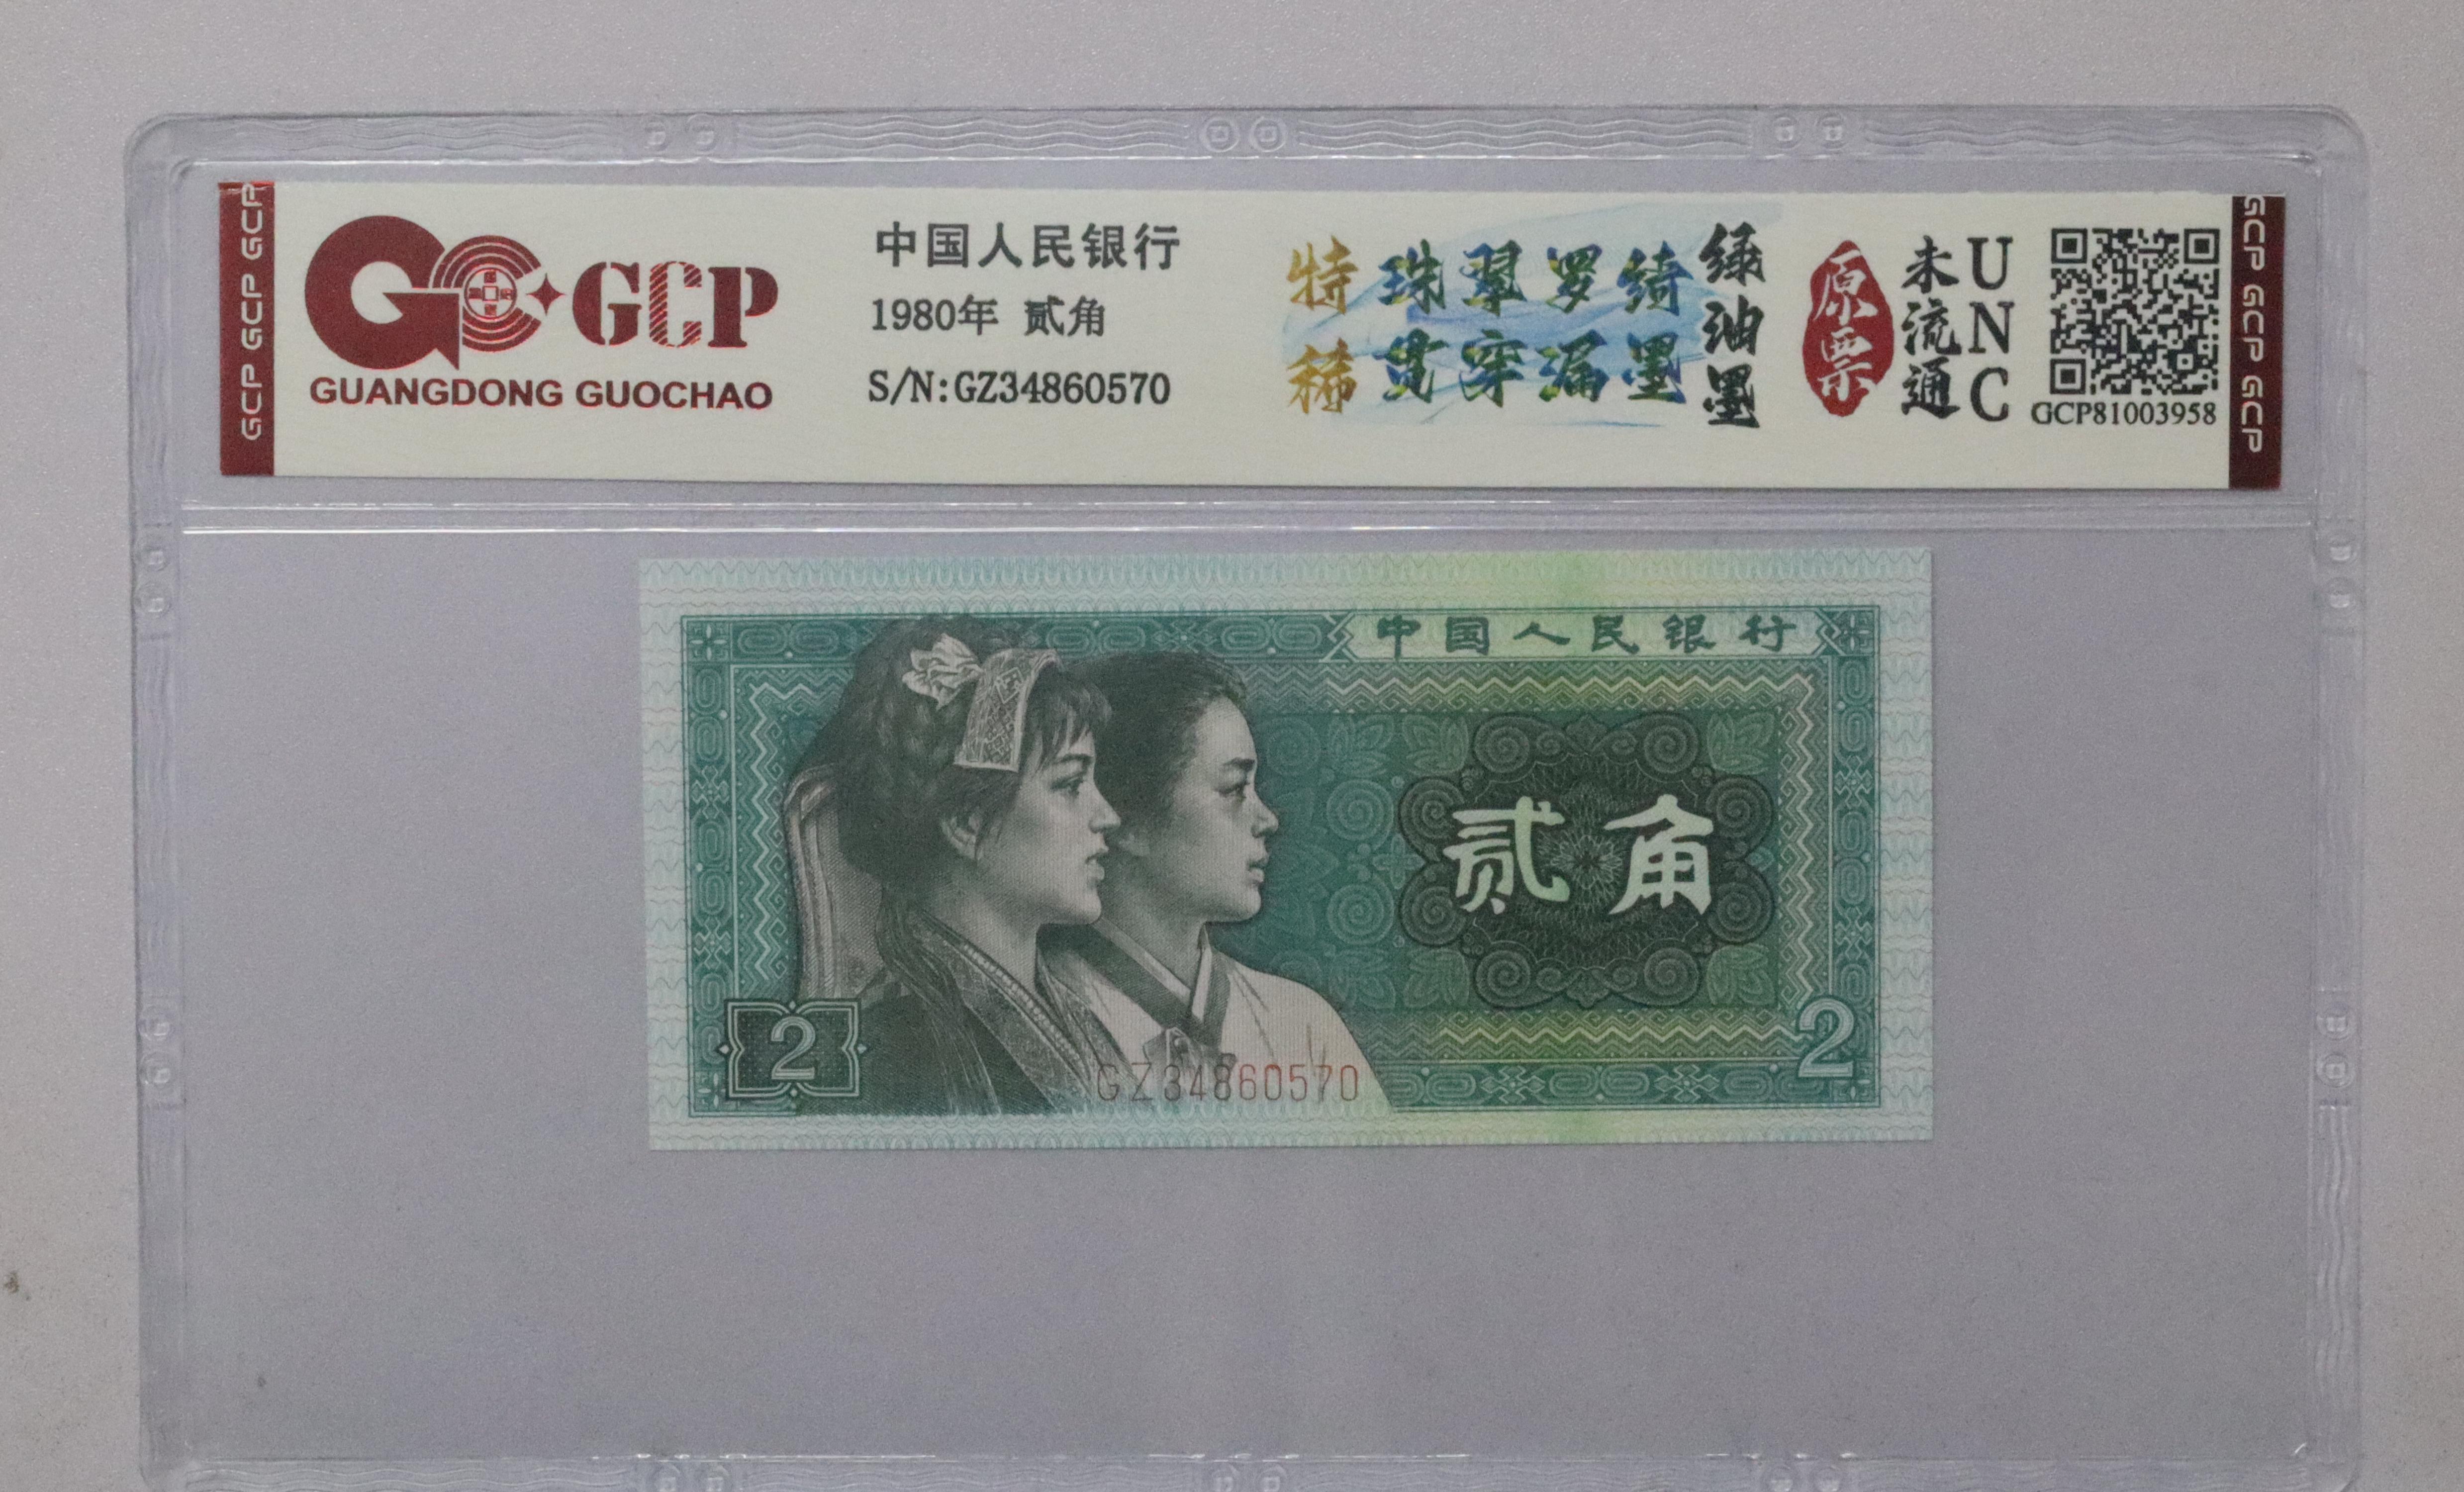 GCP GCP GCP
GCP
GUANGDONG GUOCHAO
中国人民银行
1980年 贰角
S/N:GZ34860570
特稀
珠翠罗绮
贯穿漏墨
绿油墨
原票
未流通
UNC
GCP81003958
GCP GCP GCP
中国人民银行
贰角
2
2
GZ34860570